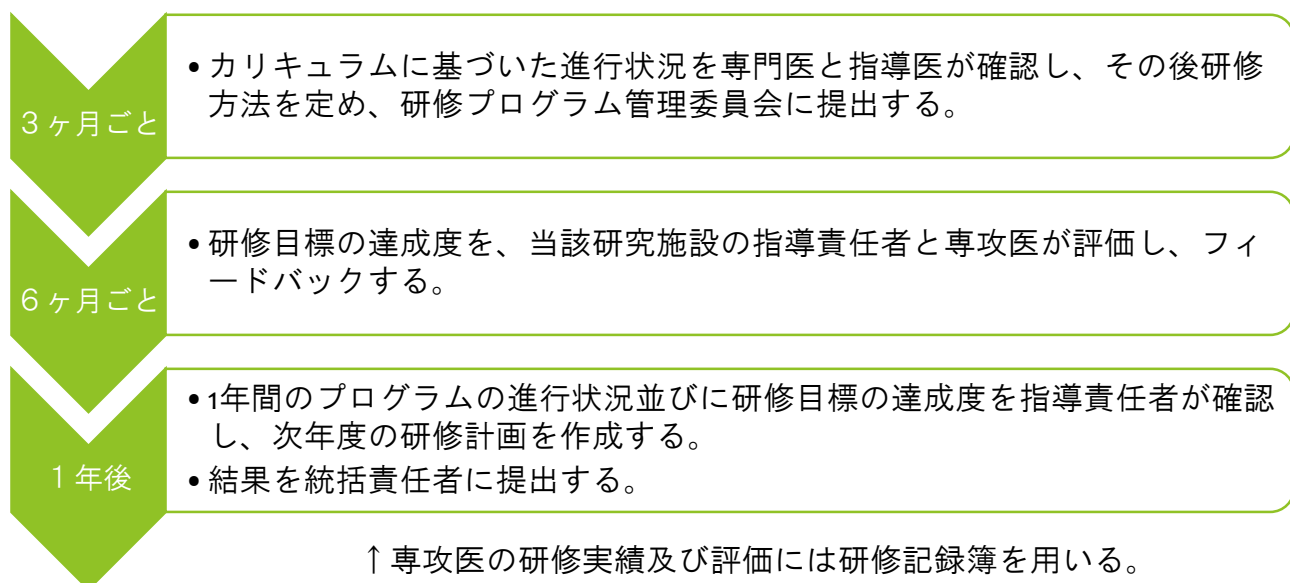 3ヶ月ごと
•カリキュラムに基づいた進行状況を専門医と指導医が確認し、その後研修
方法を定め、研修プログラム管理委員会に提出する。
6ヶ月ごと
•研修目標の達成度を、当該研究施設の指導責任者と専攻医が評価し、フィ
ードバックする。
1年後
•1年間のプログラムの進行状況並びに研修目標の達成度を指導責任者が確認
し、次年度の研修計画を作成する。
•結果を統括責任者に提出する。
↑専攻医の研修実績及び評価には研修記録簿を用いる。